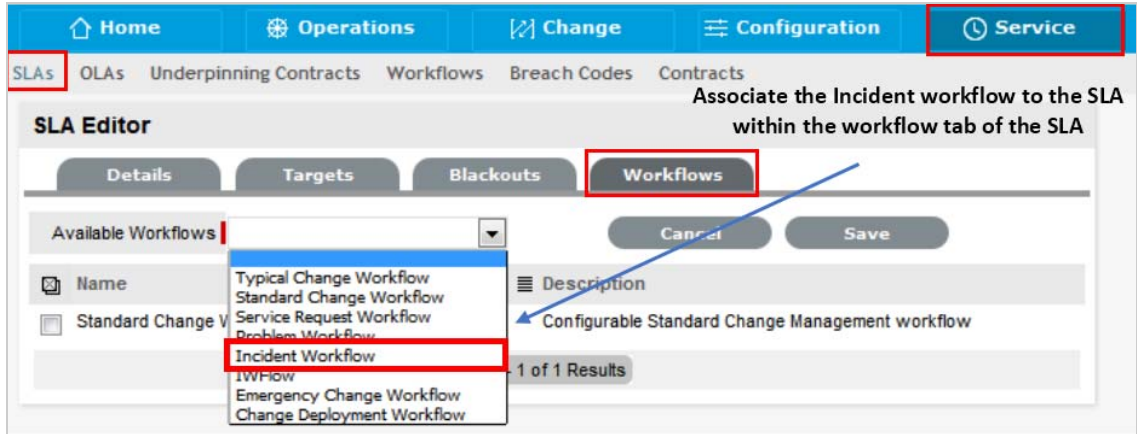 Home Operations Change Configuration Service
SLAs OLAs Underpinning Contracts Workflows Breach Codes Contracts
Associate the Incident workflow to the SLA
within the workflow tab of the SLA
SLA Editor
Details Targets Blackouts Workflows
Available Workflows Cancel Save
Name Description
Typical Change Workflow
Standard Change Workflow
Service Request Workflow
Problem Workflow
Incident Workflow
IWFlow
Emergency Change Workflow
Change Deployment Workflow
Standard Change W Configurable Standard Change Management workflow
1 of 1 Results